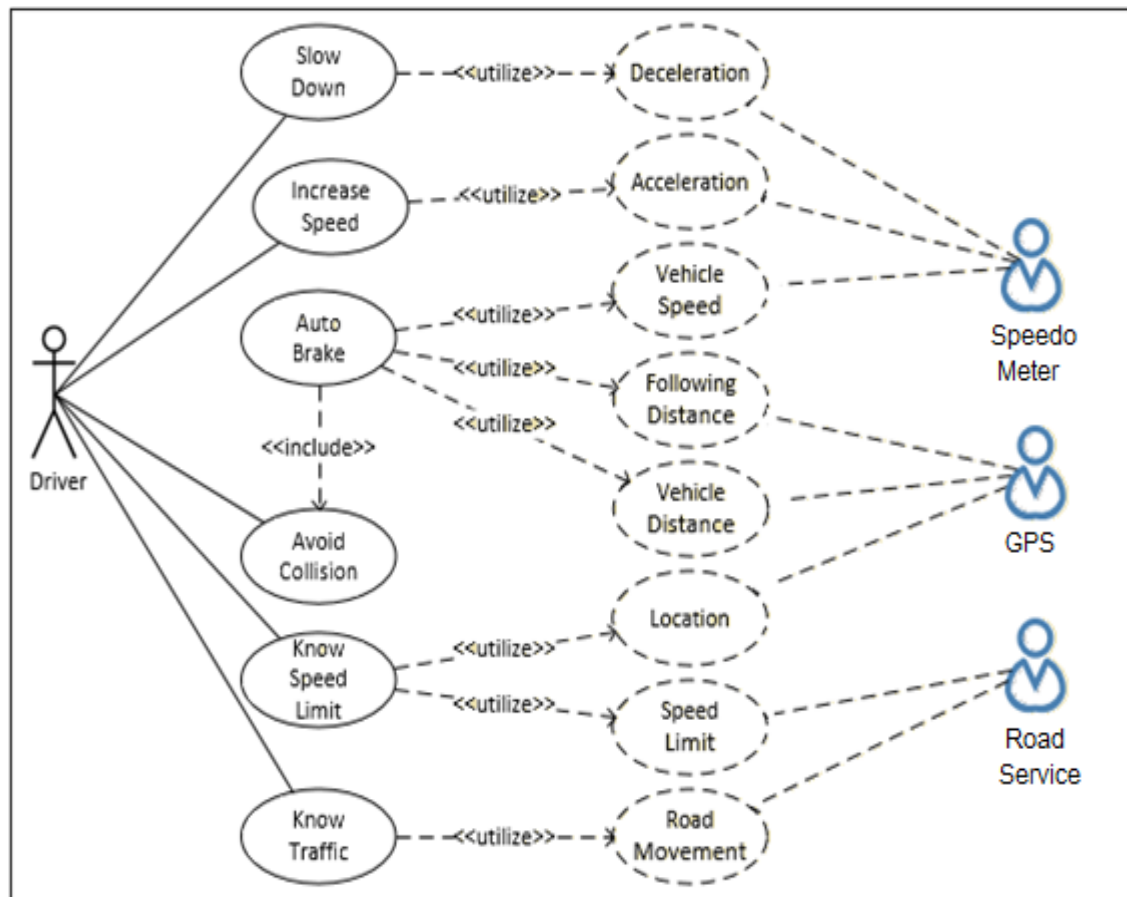 Slow
Down
<<utilize>>
Deceleration
Increase
Speed
<<utilize>>
Acceleration
Auto
Brake
<<utilize>>
Vehicle
Speed
<<utilize>>
Following
Distance
<<utilize>>
Vehicle
Distance
<<include>>
Avoid
Collision
Know
Speed
Limit
<<utilize>>
Location
<<utilize>>
Speed
Limit
Know
Traffic
<<utilize>>
Road
Movement
Driver
Speedo
Meter
GPS
Road
Service